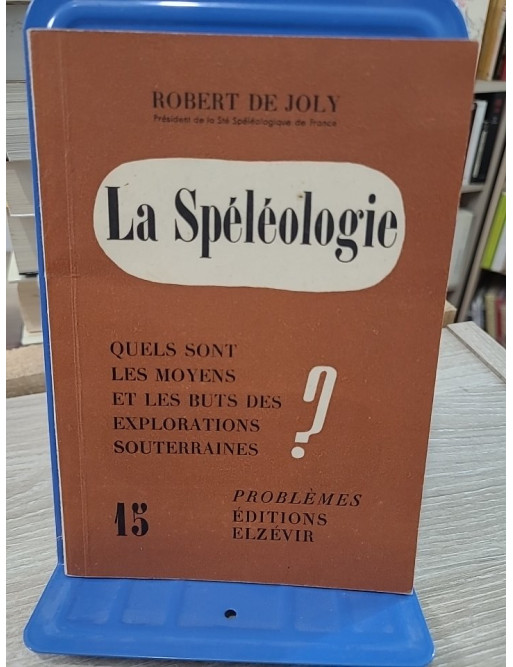 ROBERT DE JOLY
Président de la Sté Spéléologique de France
La Spéléologie
QUELS SONT
LES MOYENS
ET LES BUTS DES
EXPLORATIONS
SOUTERRAINES
?
15
PROBLÈMES
ÉDITIONS
ELZÉVIR